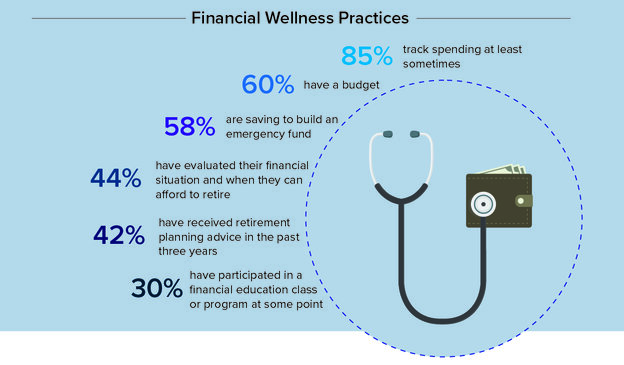 Financial Wellness Practices
85% track spending at least
sometimes
60% have a budget
58% are saving to build an
emergency fund
44% have evaluated their financial
situation and when they can
afford to retire
42% have received retirement
planning advice in the past
three years
30% have participated in a
financial education class
or program at some point